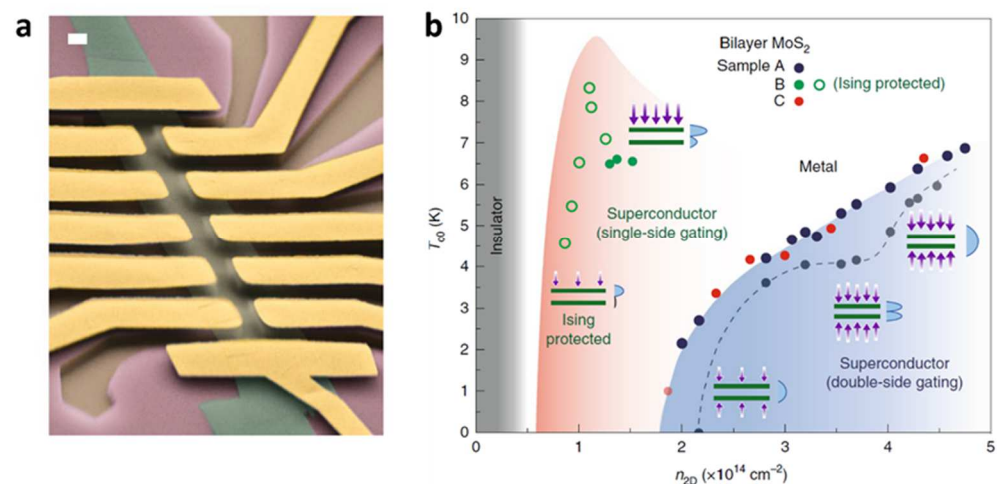 a
b
Bilayer MoS₂
Sample A
B
(Ising protected)
C
Insulator
Metal
Superconductor
(single-side gating)
Ising
protected
Superconductor
(double-side gating)
T_c0 (K)
10
9
8
7
6
5
4
3
2
1
0
0
1
2
3
4
5
n_2D (×10¹⁴ cm⁻²)